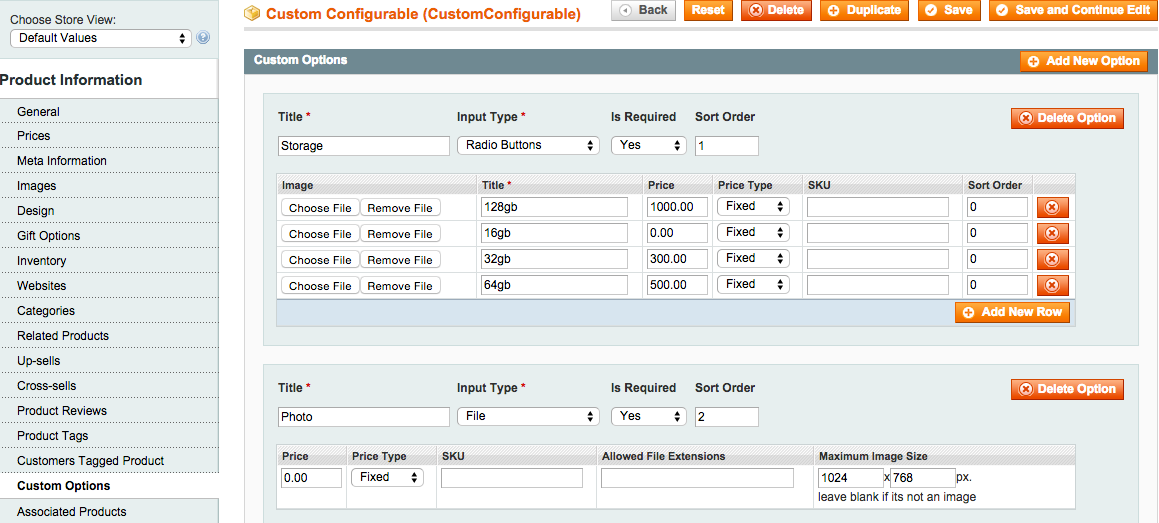 Choose Store View:
Default Values
Product Information
General
Prices
Meta Information
Images
Design
Gift Options
Inventory
Websites
Categories
Related Products
Up-sells
Cross-sells
Product Reviews
Product Tags
Customers Tagged Product
Custom Options
Associated Products
Custom Configurable (CustomConfigurable)
Back Reset Delete Duplicate Save Save and Continue Edit
Custom Options Add New Option
Title * Input Type * Is Required Sort Order Delete Option
Storage Radio Buttons Yes 1
Image Title * Price Price Type SKU Sort Order
Choose File Remove File 128gb 1000.00 Fixed 0
Choose File Remove File 16gb 0.00 Fixed 0
Choose File Remove File 32gb 300.00 Fixed 0
Choose File Remove File 64gb 500.00 Fixed 0
Add New Row
Title * Input Type * Is Required Sort Order Delete Option
Photo File Yes 2
Price Price Type SKU Allowed File Extensions Maximum Image Size
0.00 Fixed 1024 x 768 px.
leave blank if its not an image